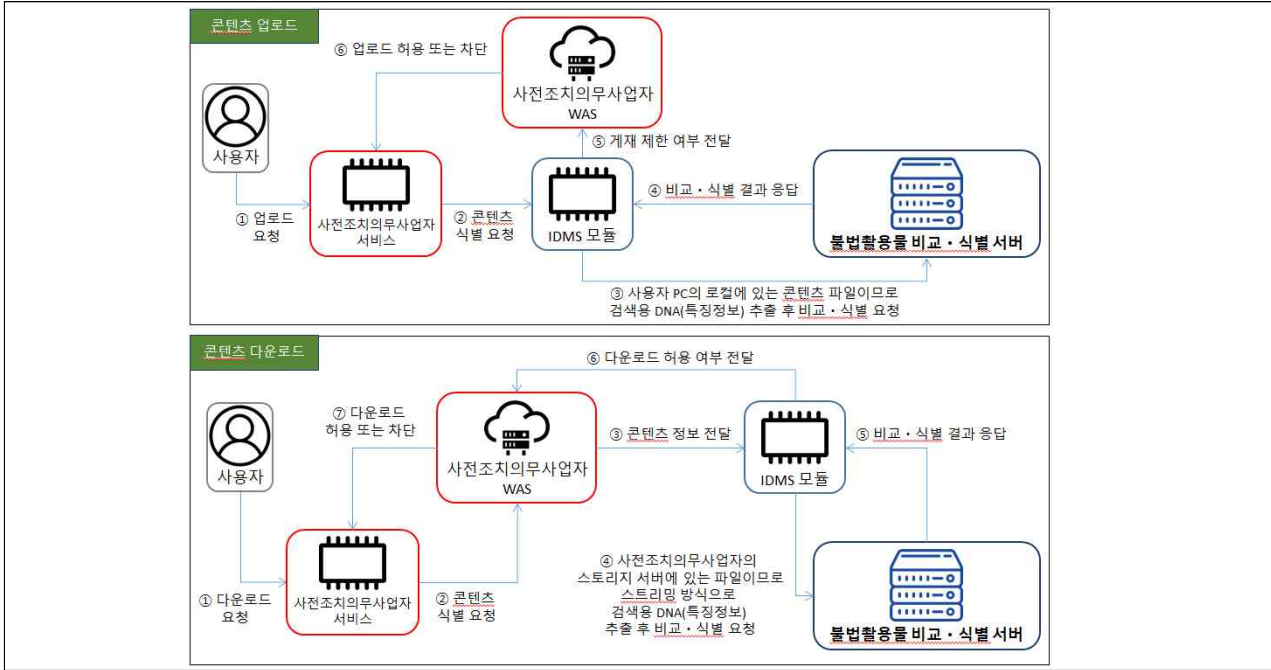 콘텐츠 업로드
⑥ 업로드 허용 또는 차단
사전조치의무사업자
WAS
사용자
⑤ 게재 제한 여부 전달
① 업로드
요청
사전조치의무사업자
서비스
② 콘텐츠
식별 요청
IDMS 모듈
④ 비교・식별 결과 응답
불법활용물 비교・식별 서버
③ 사용자 PC의 로컬에 있는 콘텐츠 파일이므로
검색용 DNA(특징정보) 추출 후 비교・식별 요청
콘텐츠 다운로드
⑥ 다운로드 허용 여부 전달
사용자
⑦ 다운로드
허용 또는 차단
사전조치의무사업자
WAS
③ 콘텐츠 정보 전달
IDMS 모듈
⑤ 비교・식별 결과 응답
① 다운로드
요청
사전조치의무사업자
서비스
② 콘텐츠
식별 요청
④ 사전조치의무사업자의
스토리지 서버에 있는 파일이므로
스트리밍 방식으로
검색용 DNA(특징정보)
추출 후 비교・식별 요청
불법활용물 비교・식별 서버